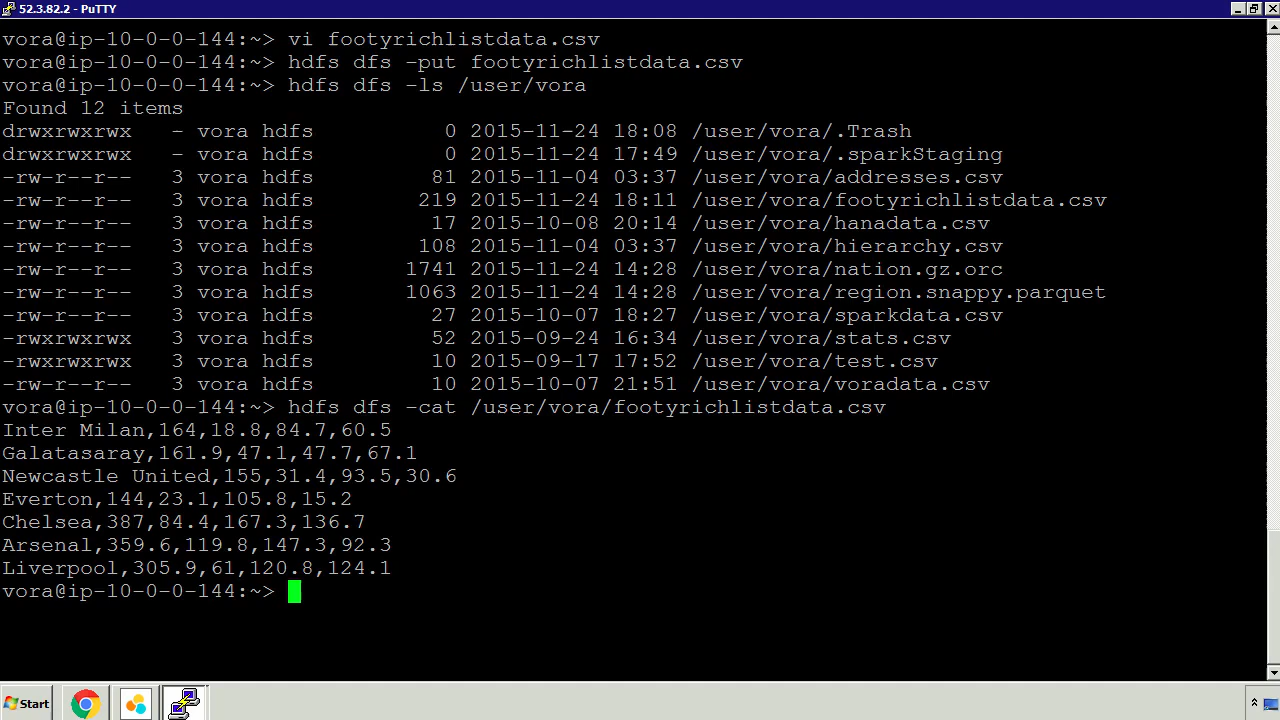 52.3.82.2 - PuTTY
vora@ip-10-0-0-144:~> vi footyrichlistdata.csv
vora@ip-10-0-0-144:~> hdfs dfs -put footyrichlistdata.csv
vora@ip-10-0-0-144:~> hdfs dfs -ls /user/vora
Found 12 items
drwxrwxrwx   - vora hdfs          0 2015-11-24 18:08 /user/vora/.Trash
drwxrwxrwx   - vora hdfs          0 2015-11-24 17:49 /user/vora/.sparkStaging
-rw-r--r--   3 vora hdfs         81 2015-11-04 03:37 /user/vora/addresses.csv
-rw-r--r--   3 vora hdfs        219 2015-11-24 18:11 /user/vora/footyrichlistdata.csv
-rw-r--r--   3 vora hdfs         17 2015-10-08 20:14 /user/vora/hanadata.csv
-rw-r--r--   3 vora hdfs        108 2015-11-04 03:37 /user/vora/hierarchy.csv
-rw-r--r--   3 vora hdfs       1741 2015-11-24 14:28 /user/vora/nation.gz.orc
-rw-r--r--   3 vora hdfs       1063 2015-11-24 14:28 /user/vora/region.snappy.parquet
-rw-r--r--   3 vora hdfs         27 2015-10-07 18:27 /user/vora/sparkdata.csv
-rwxrwxrwx   3 vora hdfs         52 2015-09-24 16:34 /user/vora/stats.csv
-rwxrwxrwx   3 vora hdfs         10 2015-09-17 17:52 /user/vora/test.csv
-rw-r--r--   3 vora hdfs         10 2015-10-07 21:51 /user/vora/voradata.csv
vora@ip-10-0-0-144:~> hdfs dfs -cat /user/vora/footyrichlistdata.csv
Inter Milan,164,18.8,84.7,60.5
Galatasaray,161.9,47.1,47.7,67.1
Newcastle United,155,31.4,93.5,30.6
Everton,144,23.1,105.8,15.2
Chelsea,387,84.4,167.3,136.7
Arsenal,359.6,119.8,147.3,92.3
Liverpool,305.9,61,120.8,124.1
vora@ip-10-0-0-144:~>
Start